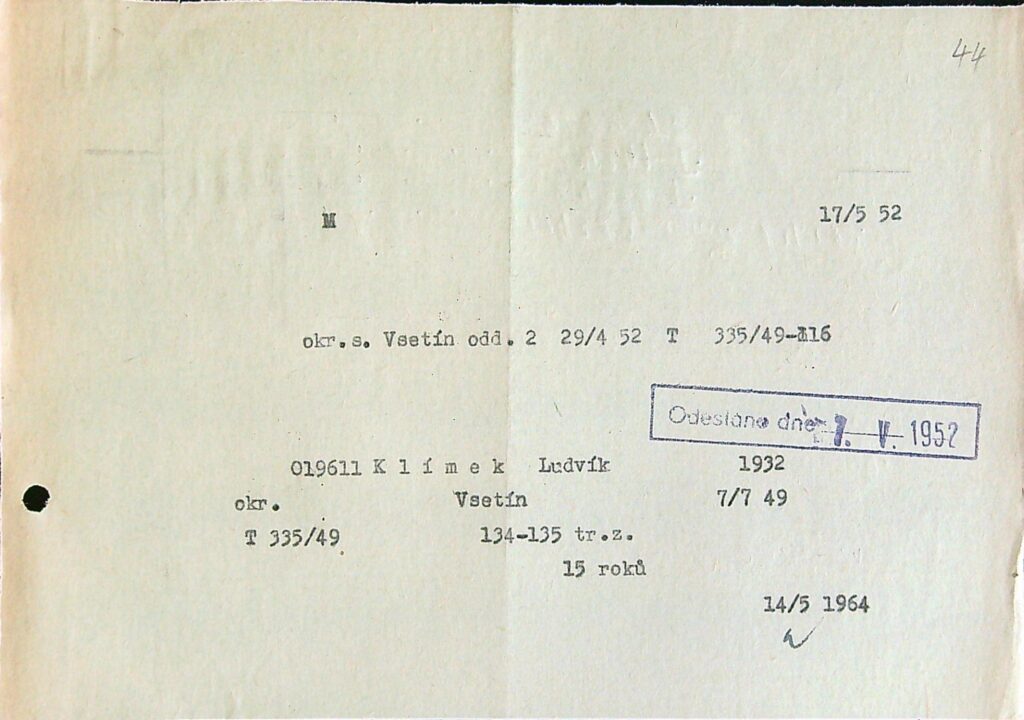 44
M 17/5 52
okr.s. Vsetín odd. 2 29/4 52 T 335/49-116
Odesláno dne 7. V. 1952
019611 K l í m e k Ludvík 1932
okr. Vsetín 7/7 49
T 335/49 134-135 tr.z.
15 roků
14/5 1964